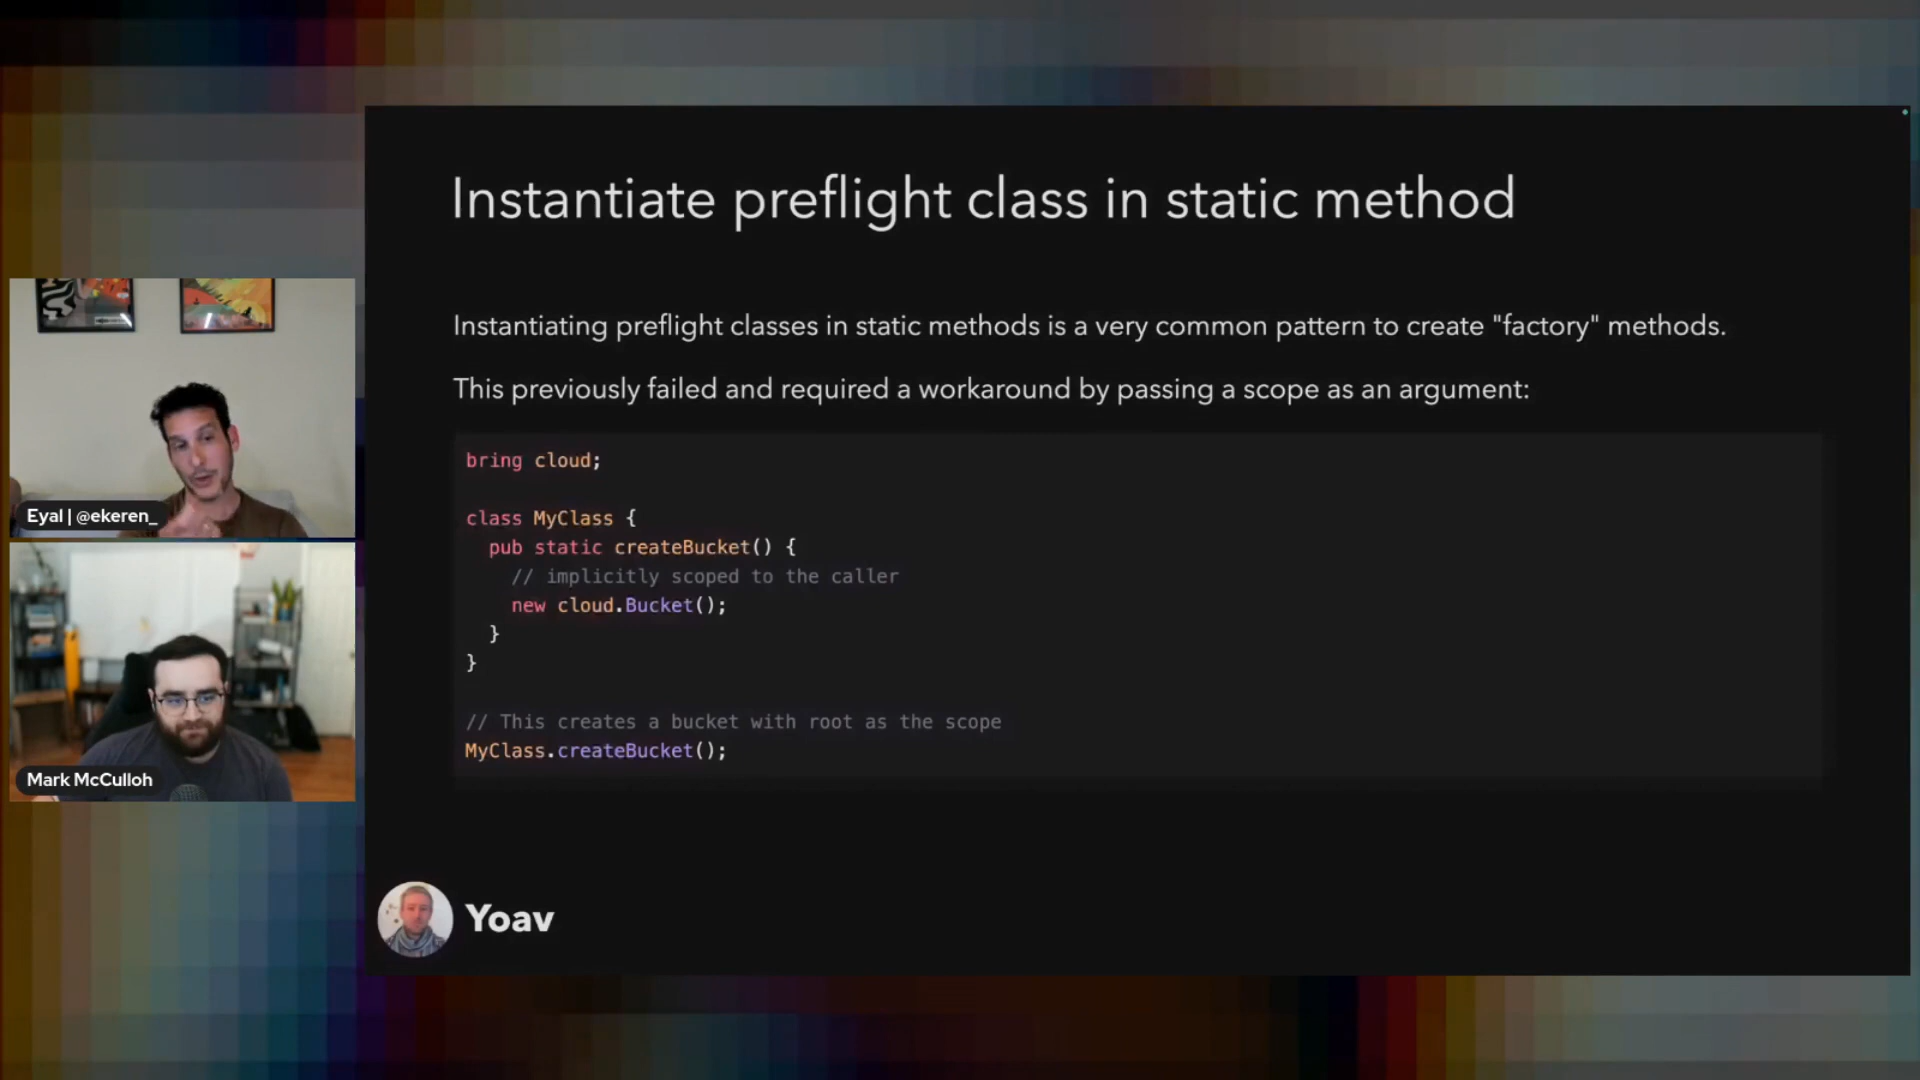 Instantiate preflight class in static method
Instantiating preflight classes in static methods is a very common pattern to create "factory" methods.
This previously failed and required a workaround by passing a scope as an argument:
bring cloud;
class MyClass {
pub static createBucket() {
// implicitly scoped to the caller
new cloud.Bucket();
}
}
// This creates a bucket with root as the scope
MyClass.createBucket();
Yoav
Eyal | @ekeren_
Mark McCulloh